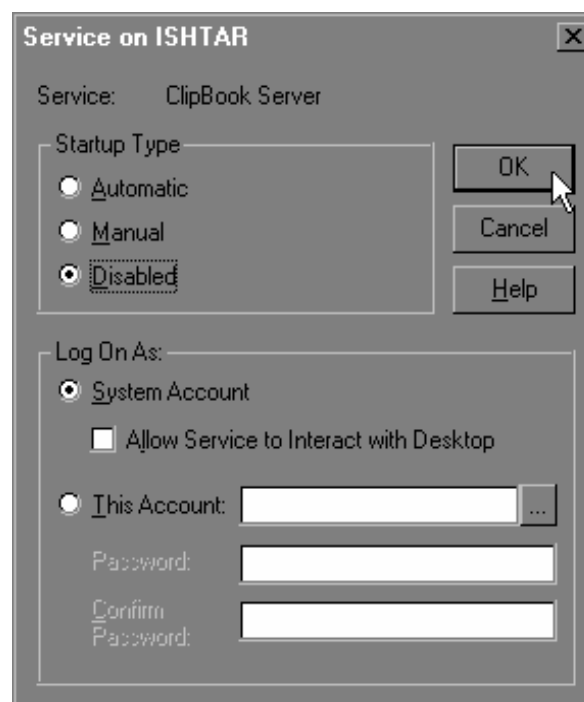 Service on ISHTAR
Service: ClipBook Server
Startup Type
Automatic
Manual
Disabled
OK
Cancel
Help
Log On As:
System Account
Allow Service to Interact with Desktop
This Account:
...
Password:
Confirm
Password: